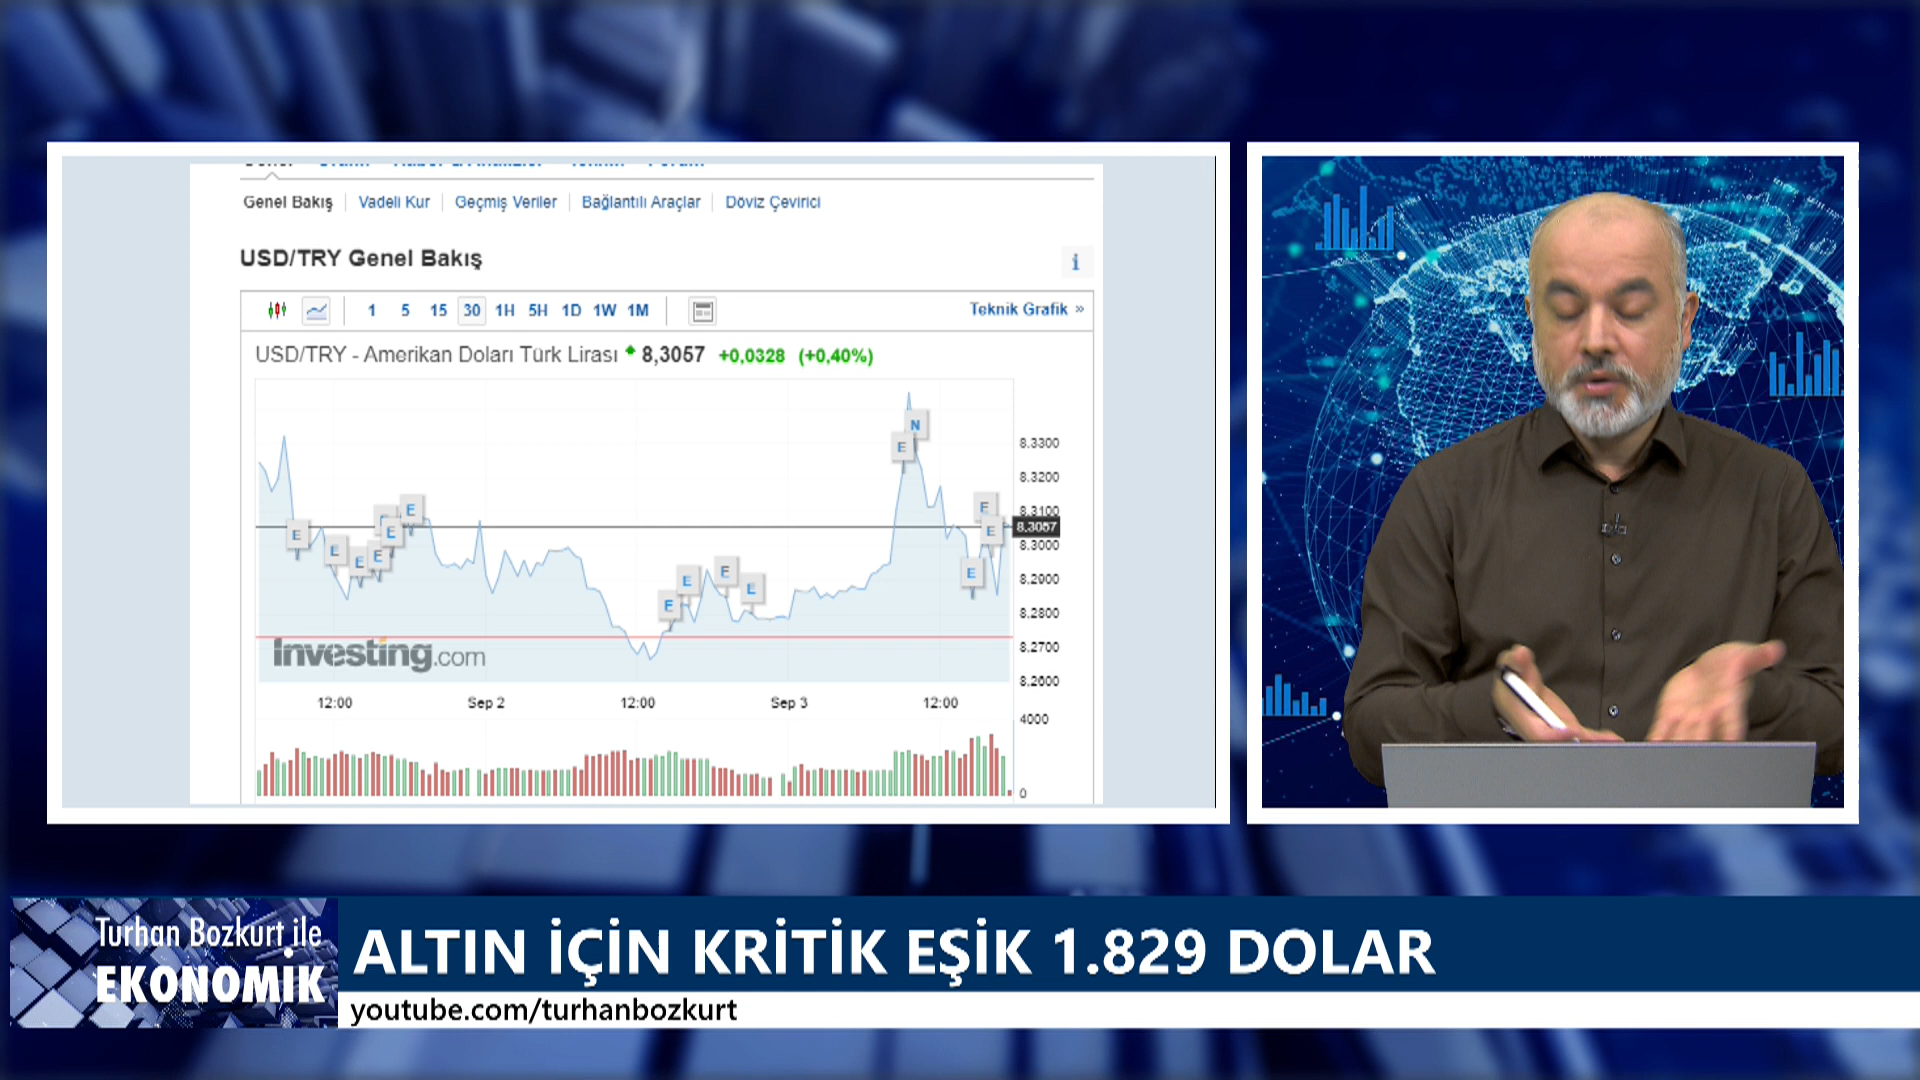 Genel Bakış Vadeli Kur Geçmiş Veriler Bağlantılı Araçlar Döviz Çevirici
USD/TRY Genel Bakış
i
1 5 15 30 1H 5H 1D 1W 1M Teknik Grafik »
USD/TRY - Amerikan Doları Türk Lirası 8,3057 +0,0328 (+0,40%)
N
E
8.3300
8.3200
E
E
8.3100
8.3057
E
E
E
8.3000
E
E
E
E
E
E
E
8.2900
E
E
8.2800
8.2700
Investing.com
8.2600
12:00 Sep 2 12:00 Sep 3 12:00
4000
0
Turhan Bozkurt ile
EKONOMİK
ALTIN İÇİN KRİTİK EŞİK 1.829 DOLAR
youtube.com/turhanbozkurt